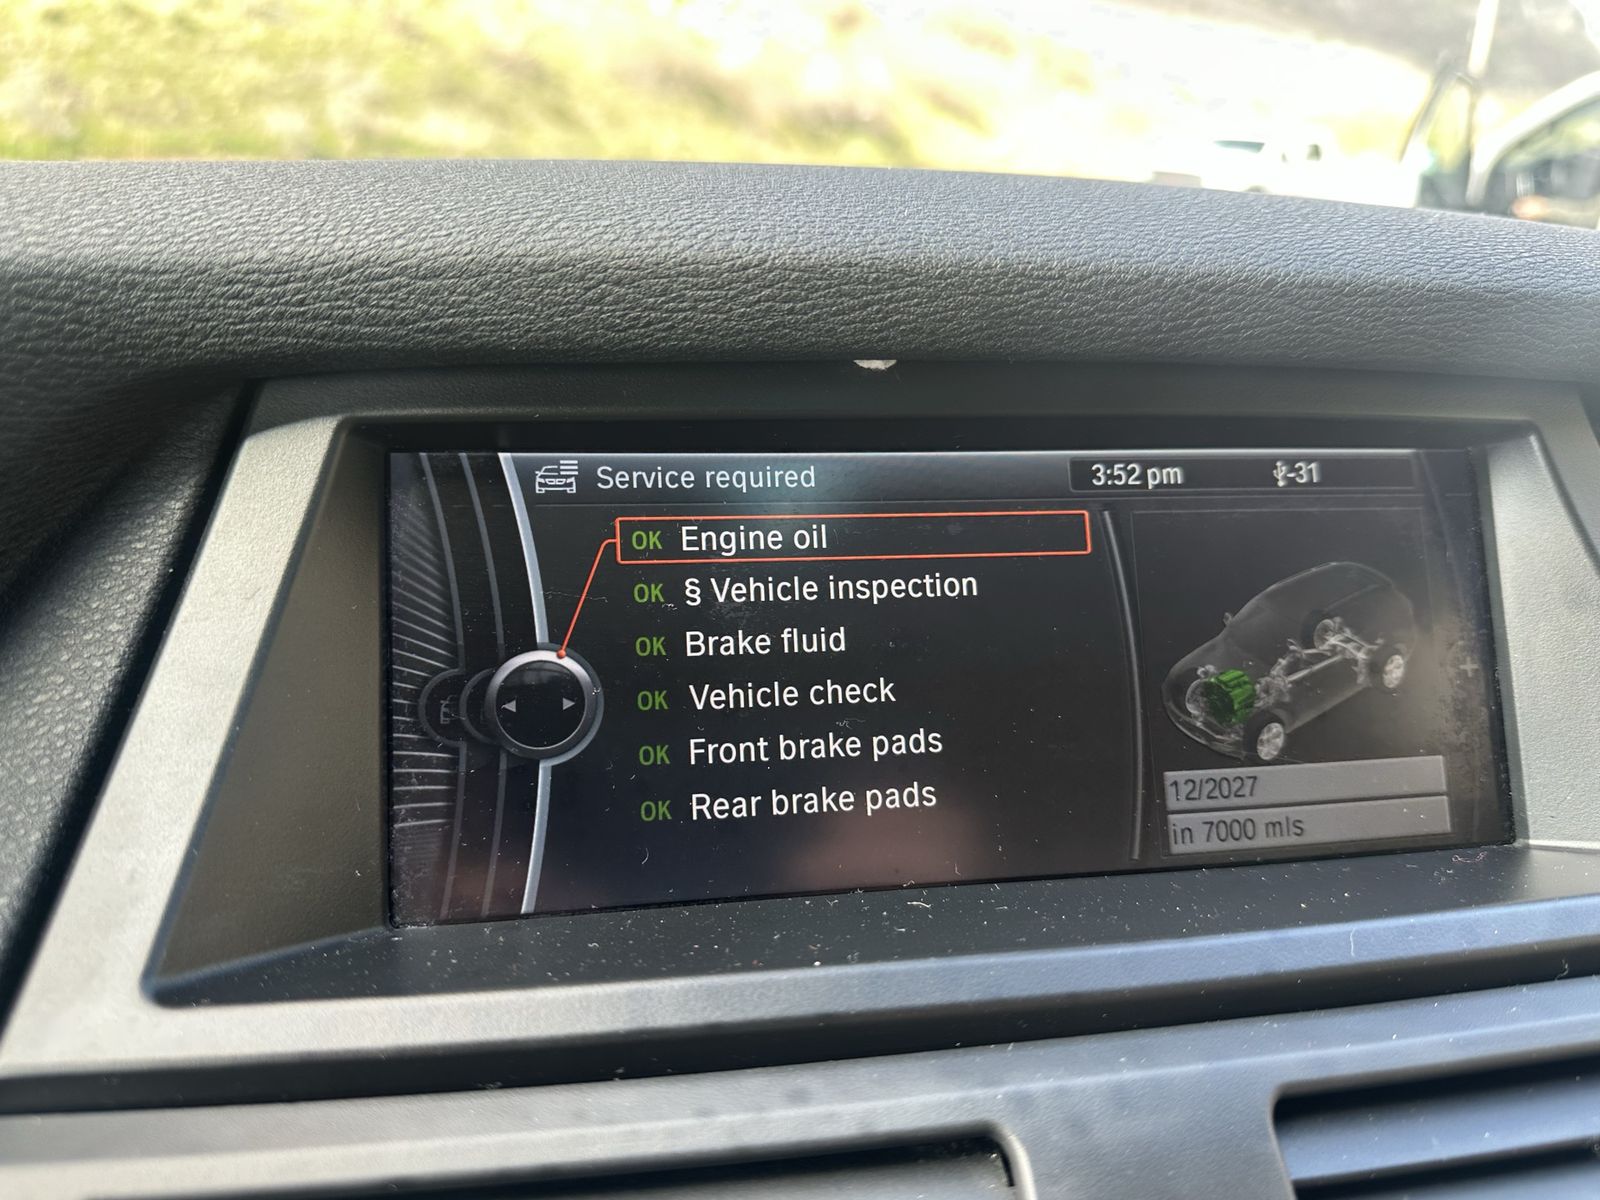 Service required
3:52 pm
-31
OK Engine oil
OK § Vehicle inspection
OK Brake fluid
OK Vehicle check
OK Front brake pads
OK Rear brake pads
12/2027
in 7000 mls